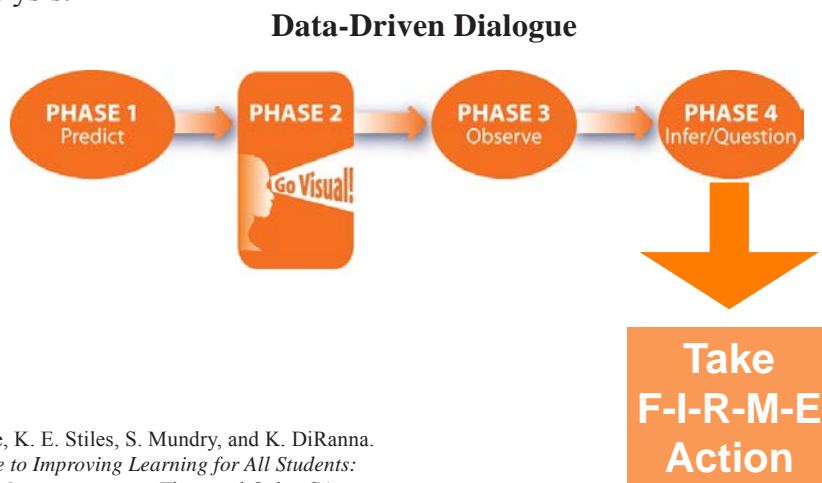 Data-Driven Dialogue
PHASE 1
Predict
PHASE 2
Go Visual!
PHASE 3
Observe
PHASE 4
Infer/Question
Take
F-I-R-M-E
Action
K. E. Stiles, S. Mundry, and K. DiRanna.
to Improving Learning for All Students: